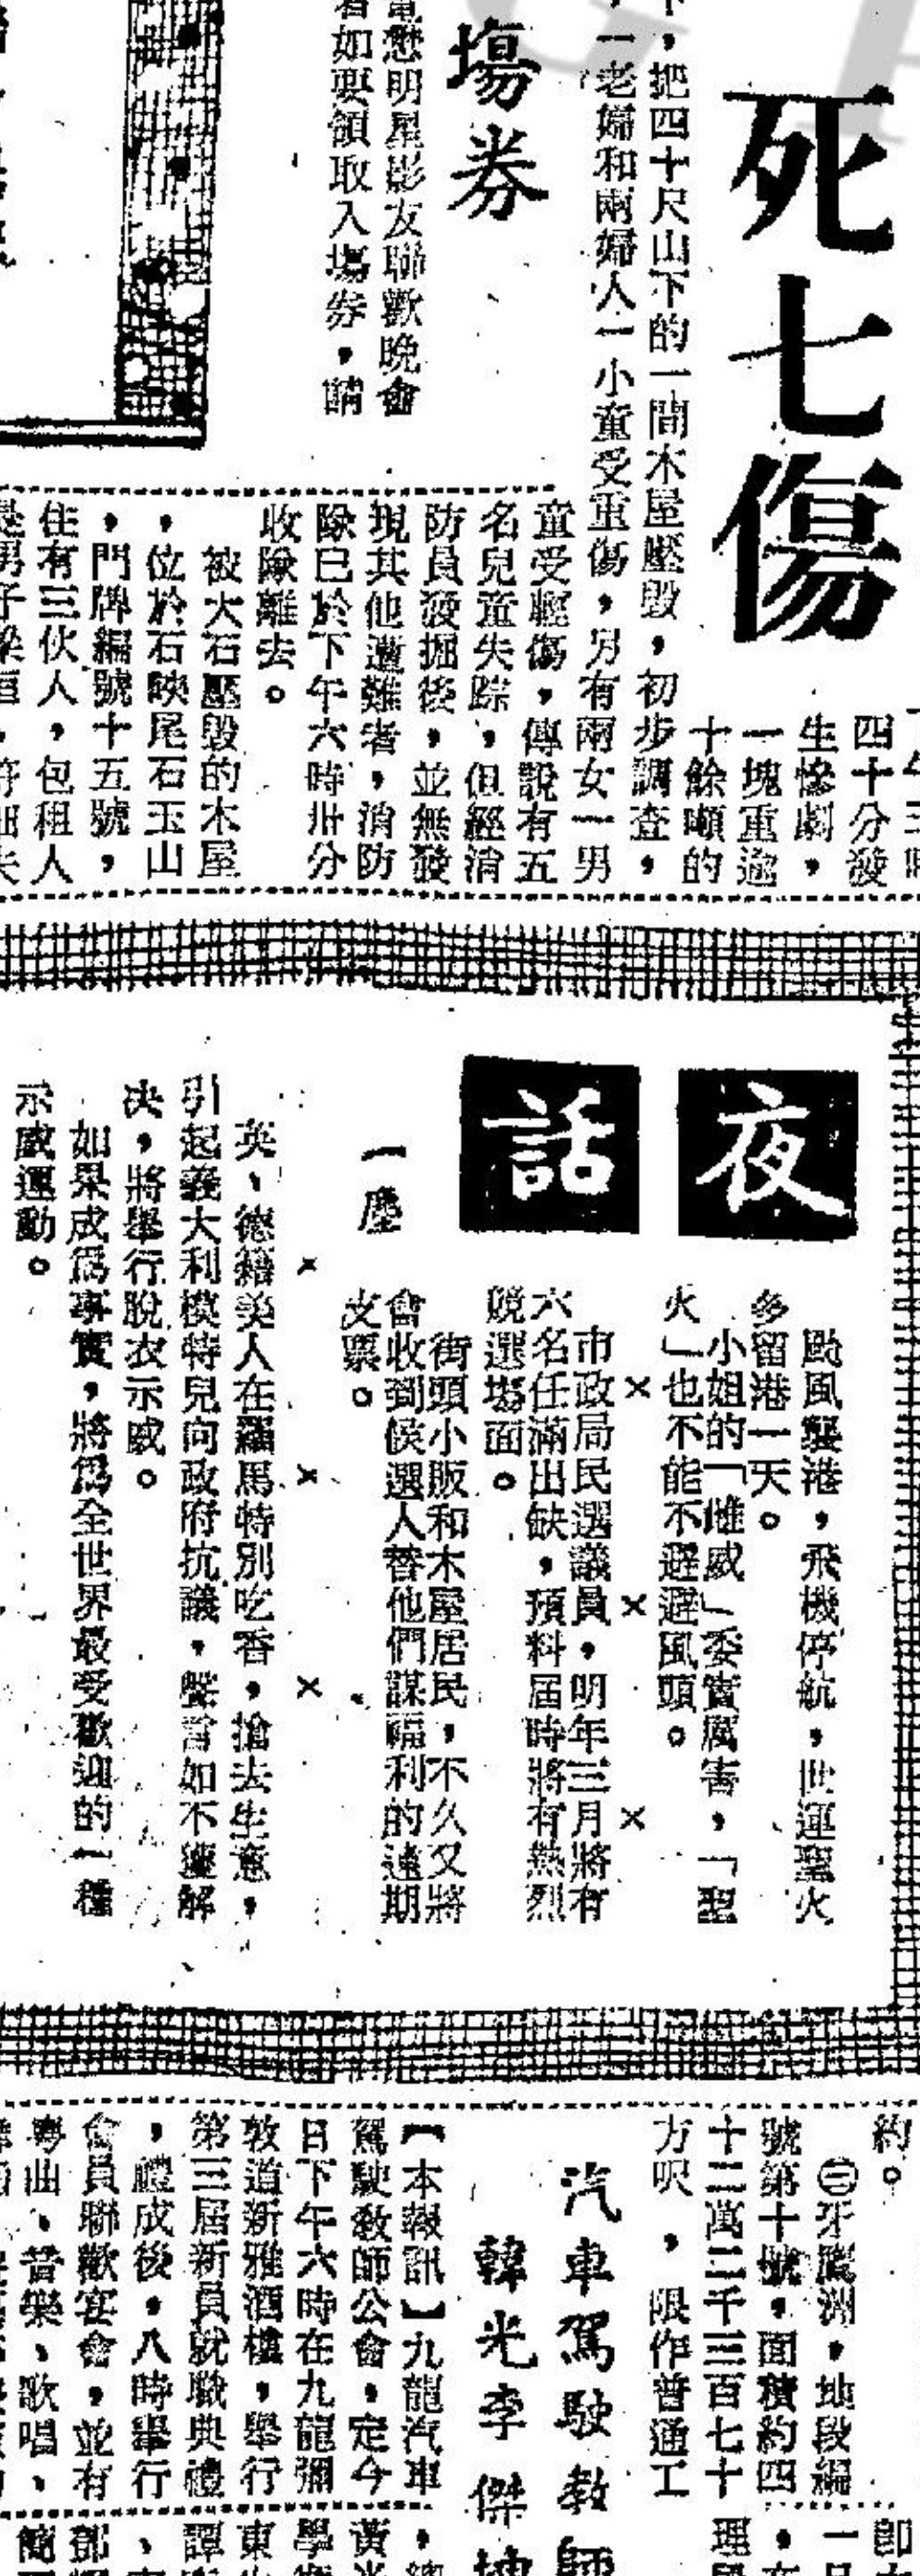 死七傷
四十分發
生慘劇，
一塊重逾
十餘噸的
，把四十尺山下的一間木屋壓毀，初步調查，
，一老婦和兩婦人一小童受重傷，另有兩女一男
童受輕傷，傳說有五
名兒童失踪，但經消
防員發掘後，並無發
現其他遭難者，消防
隊已於下午六時卅分
收隊離去。
被大石壓毀的木屋
，位於石硤尾石玉山
，門牌編號十五號，
住有三伙人，包租人
塲券
明星影友聯歡晚會
如要領取入塲券，請
夜話
一塵
颱風襲港，飛機停航，世運聖火
多留港一天。
小姐的「雌威」委實厲害，「聖
火」也不能不避避風頭。
× × ×
市政局民選議員，明年三月將有
六名任滿出缺，預料届時將有熱烈
競選塲面。
街頭小販和木屋居民，不久又將
會收到候選人替他們謀福利的遠期
支票。
× × ×
英、德籍美人在羅馬特別吃香，搶去生意，
引起義大利模特兒向政府抗議，聲言如不獲解
决，將舉行脫衣示威。
如果成爲事實，將爲全世界最受歡迎的一種
示威運動。
約。
㊂牙鷹洲，地段編
號第十號，面積約四
十二萬二千三百七十
方呎，限作普通工
汽車駕駛教師
韓光李傑
【本報訊】九龍汽車
駕駛教師公會，定今
日下午六時在九龍彌
敦道新雅酒樓，舉行
第三届新員就職典禮
，禮成後，八時舉行
會員聯歡宴會，並有
粵曲、音樂、歌唱、